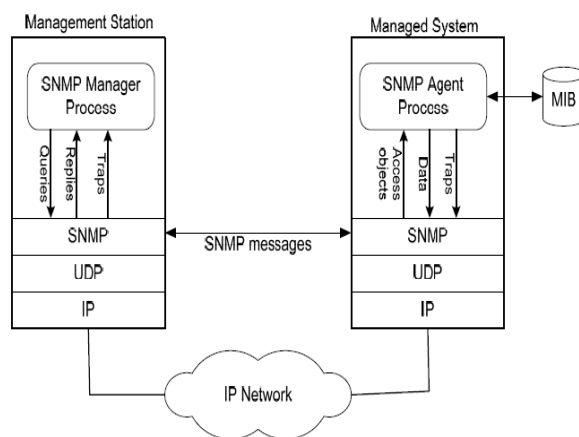 Management Station
Managed System
SNMP Manager
Process
SNMP Agent
Process
MIB
Queries
Replies
Traps
Access
objects
Data
Traps
SNMP
SNMP messages
SNMP
UDP
UDP
IP
IP
IP Network